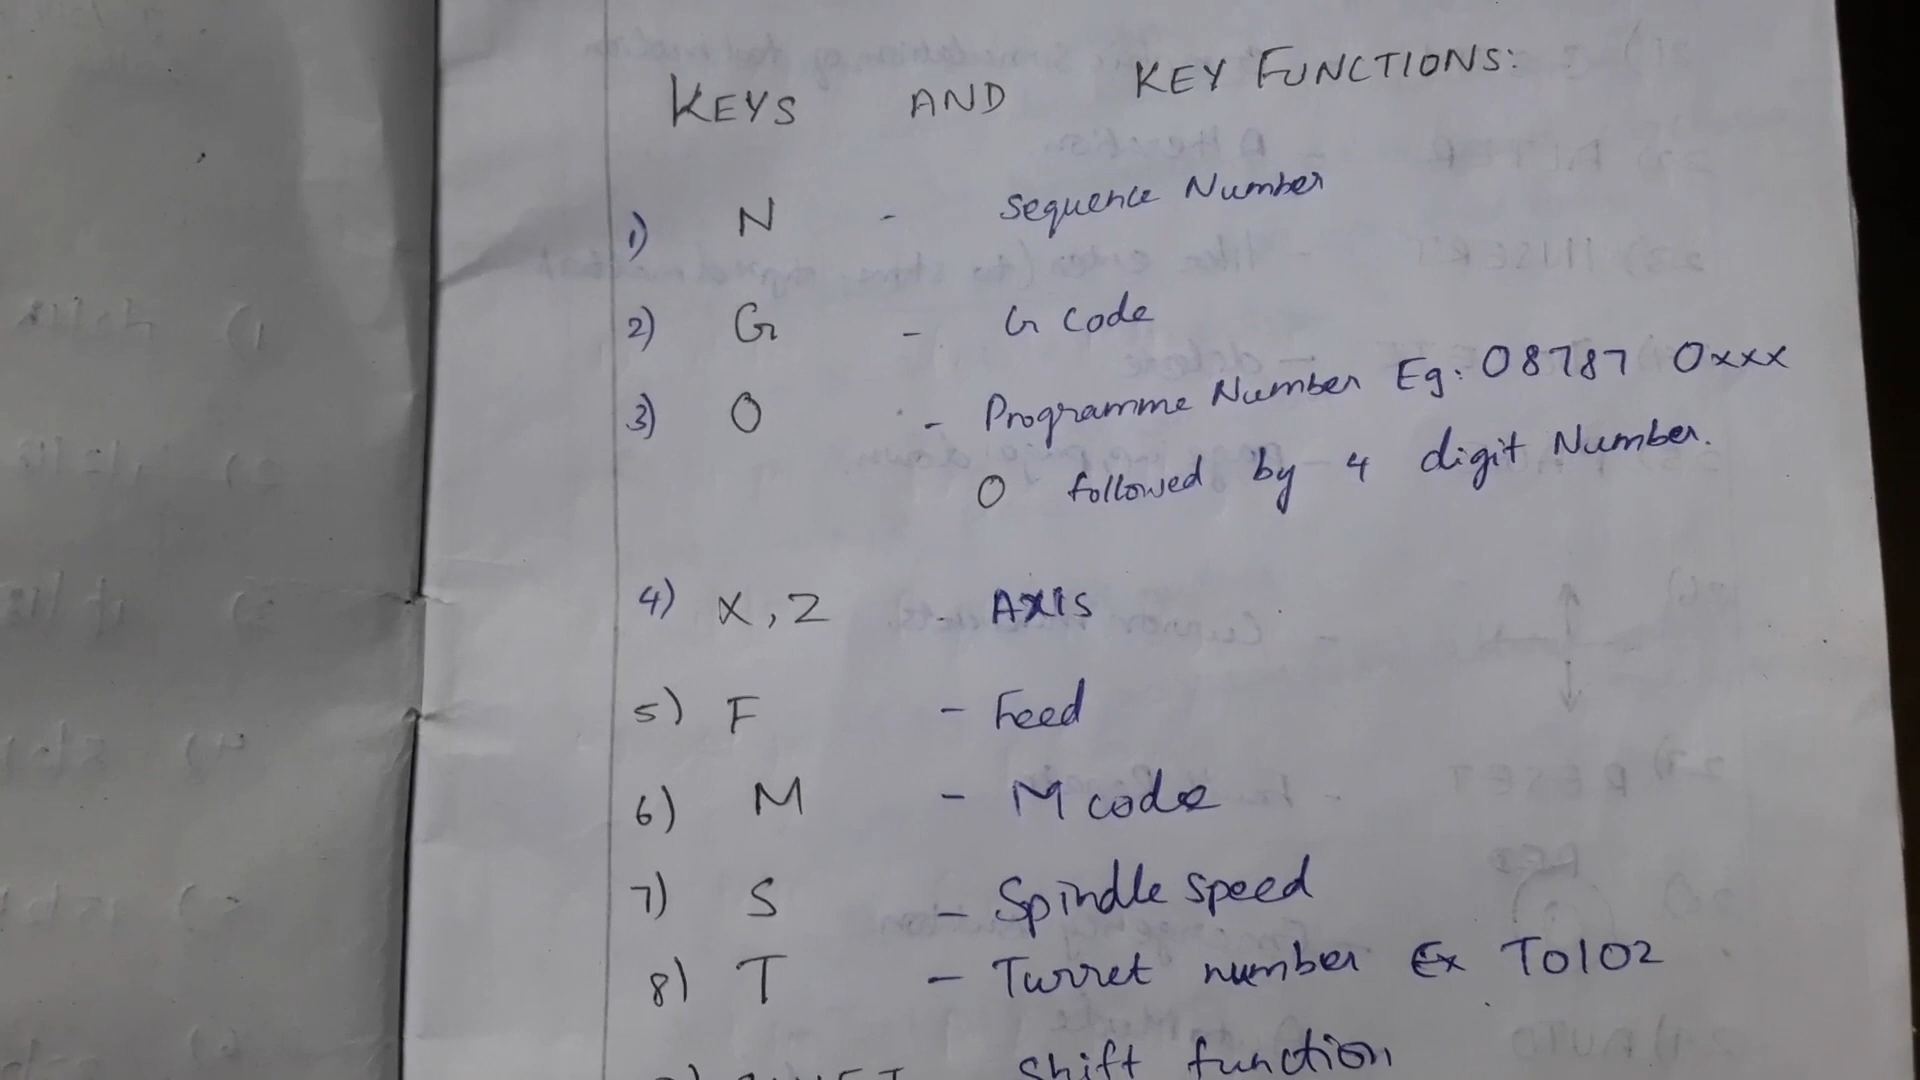 KEYS AND KEY FUNCTIONS:
1) N - Sequence Number
2) G - G code
3) O - Programme Number Eg: O8787 Oxxx
O followed by 4 digit Number.
4) X, Z - AXIS
5) F - Feed
6) M - M code
7) S - Spindle speed
8) T - Turret number Ex T0102
Shift function